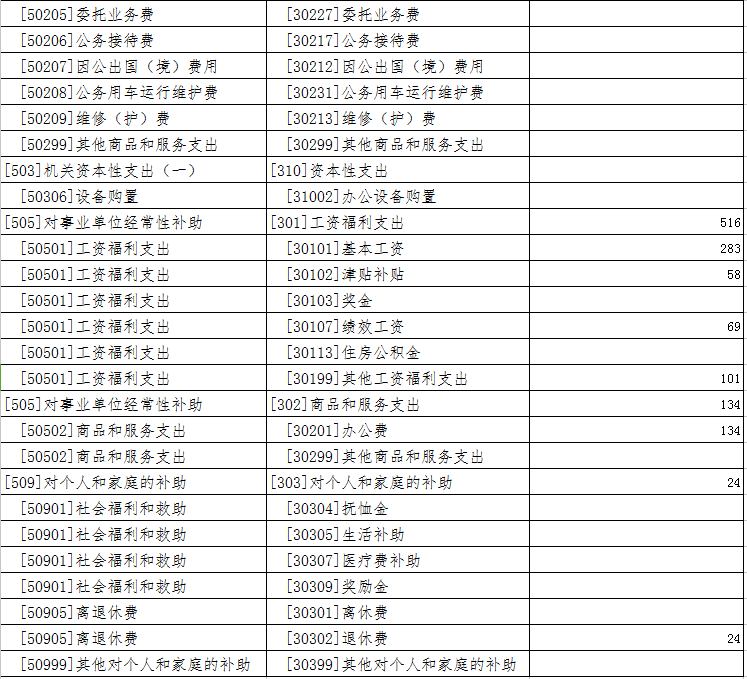 [50205]委托业务费 [30227]委托业务费
[50206]公务接待费 [30217]公务接待费
[50207]因公出国（境）费用 [30212]因公出国（境）费用
[50208]公务用车运行维护费 [30231]公务用车运行维护费
[50209]维修（护）费 [30213]维修（护）费
[50299]其他商品和服务支出 [30299]其他商品和服务支出
[503]机关资本性支出（一） [310]资本性支出
[50306]设备购置 [31002]办公设备购置
[505]对事业单位经常性补助 [301]工资福利支出 516
[50501]工资福利支出 [30101]基本工资 283
[50501]工资福利支出 [30102]津贴补贴 58
[50501]工资福利支出 [30103]奖金
[50501]工资福利支出 [30107]绩效工资 69
[50501]工资福利支出 [30113]住房公积金
[50501]工资福利支出 [30199]其他工资福利支出 101
[505]对事业单位经常性补助 [302]商品和服务支出 134
[50502]商品和服务支出 [30201]办公费 134
[50502]商品和服务支出 [30299]其他商品和服务支出
[509]对个人和家庭的补助 [303]对个人和家庭的补助 24
[50901]社会福利和救助 [30304]抚恤金
[50901]社会福利和救助 [30305]生活补助
[50901]社会福利和救助 [30307]医疗费补助
[50901]社会福利和救助 [30309]奖励金
[50905]离退休费 [30301]离休费
[50905]离退休费 [30302]退休费 24
[50999]其他对个人和家庭的补助 [30399]其他对个人和家庭的补助